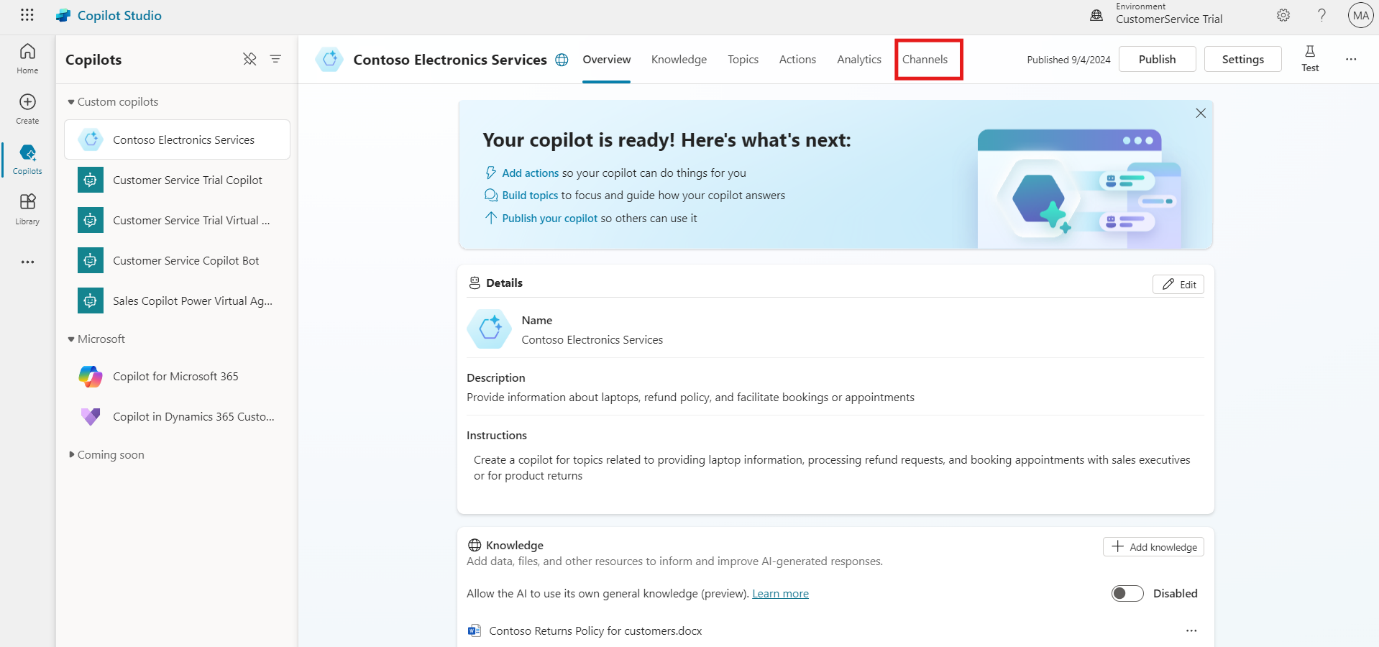 Copilot Studio
Environment
CustomerService Trial
?
MA
Home
Create
Copilots
Library
Copilots
Custom copilots
Contoso Electronics Services
Customer Service Trial Copilot
Customer Service Trial Virtual ...
Customer Service Copilot Bot
Sales Copilot Power Virtual Ag...
Microsoft
Copilot for Microsoft 365
Copilot in Dynamics 365 Custo...
Coming soon
Contoso Electronics Services
Overview Knowledge Topics Actions Analytics Channels
Published 9/4/2024 Publish Settings Test
Your copilot is ready! Here's what's next:
Add actions so your copilot can do things for you
Build topics to focus and guide how your copilot answers
Publish your copilot so others can use it
Details
Edit
Name
Contoso Electronics Services
Description
Provide information about laptops, refund policy, and facilitate bookings or appointments
Instructions
Create a copilot for topics related to providing laptop information, processing refund requests, and booking appointments with sales executives
or for product returns
Knowledge
Add data, files, and other resources to inform and improve AI-generated responses.
Add knowledge
Allow the AI to use its own general knowledge (preview). Learn more
Disabled
Contoso Returns Policy for customers.docx